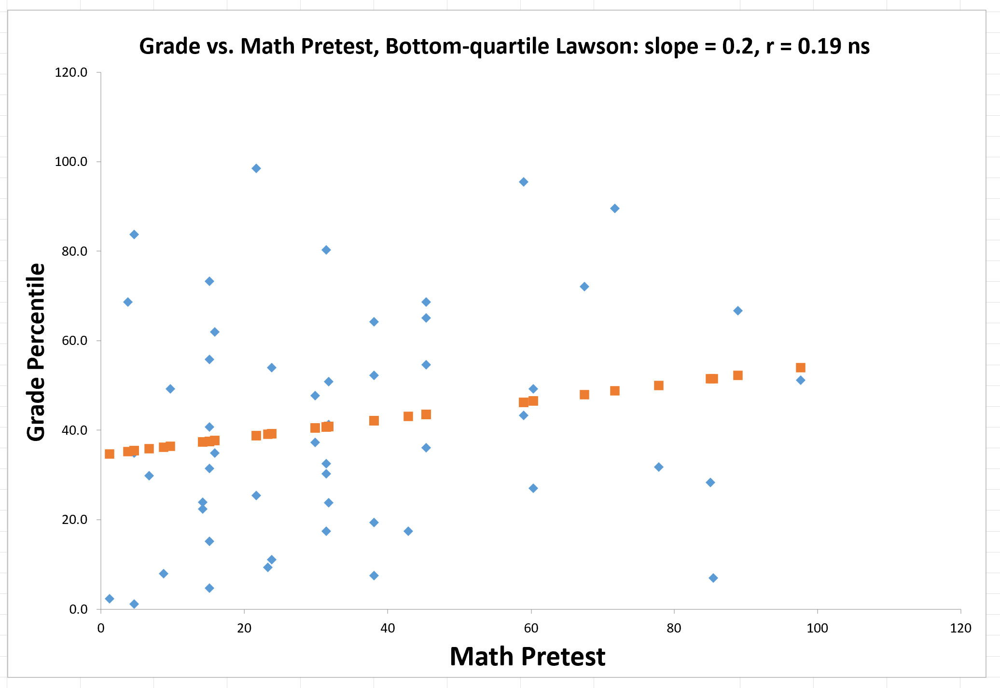 Grade vs. Math Pretest, Bottom-quartile Lawson: slope = 0.2, r = 0.19 ns
120.0
100.0
80.0
60.0
40.0
20.0
0.0
Grade Percentile
0 20 40 60 80 100 120
Math Pretest